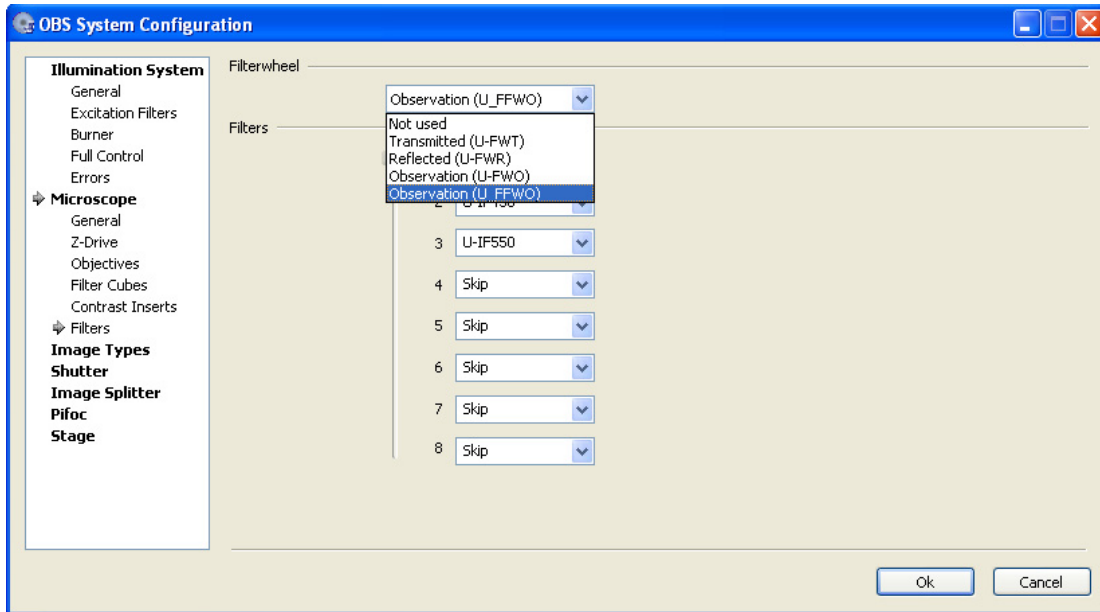 OBS System Configuration
Illumination System
General
Excitation Filters
Burner
Full Control
Errors
Microscope
General
Z-Drive
Objectives
Filter Cubes
Contrast Inserts
Filters
Image Types
Shutter
Image Splitter
Pifoc
Stage
Filterwheel
Observation (U_FFWO)
Filters
Not used
Transmitted (U-FWT)
Reflected (U-FWR)
Observation (U-FWO)
Observation (U_FFWO)
2
3 U-IF550
4 Skip
5 Skip
6 Skip
7 Skip
8 Skip
Ok Cancel